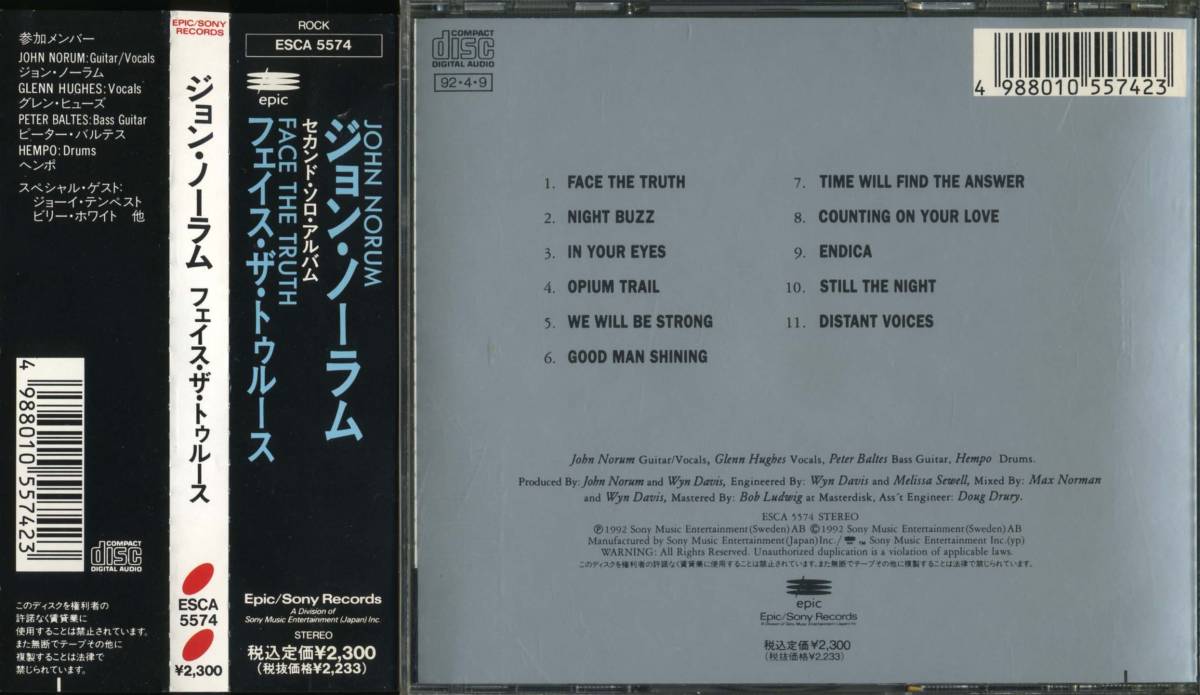 参加メンバー
JOHN NORUM:Guitar/Vocals
ジョン・ノーラム
GLENN HUGHES:Vocals
グレン・ヒューズ
PETER BALTES:Bass Guitar
ピーター・バルテス
HEMPO:Drums
ヘンポ
スペシャル・ゲスト:
ジョーイ・テンペスト
ビリー・ホワイト 他
4 988010 557423
COMPACT
disc
DIGITAL AUDIO
このディスクを権利者の
許諾なく賃貸業に
使用することは禁止されています。
また無断でテープその他に
複製することは法律で
禁じられています。
EPIC/SONY
RECORDS
ジョン・ノーラム フェイス・ザ・トゥルース
ESCA
5574
¥2,300
ROCK
ESCA 5574
epic
JOHN NORUM
ジョン・ノーラム
セカンド・ソロ・アルバム
FACE THE TRUTH
フェイス・ザ・トゥルース
Epic/Sony Records
A Division of
Sony Music Entertainment (Japan) Inc.
STEREO
税込定価¥2,300
(税抜価格¥2,233)
COMPACT
disc
DIGITAL AUDIO
92・4・9
4 988010 557423
1. FACE THE TRUTH
2. NIGHT BUZZ
3. IN YOUR EYES
4. OPIUM TRAIL
5. WE WILL BE STRONG
6. GOOD MAN SHINING
7. TIME WILL FIND THE ANSWER
8. COUNTING ON YOUR LOVE
9. ENDICA
10. STILL THE NIGHT
11. DISTANT VOICES
John Norum Guitar/Vocals, Glenn Hughes Vocals, Peter Baltes Bass Guitar, Hempo Drums.
Produced By: John Norum and Wyn Davis, Engineered By: Wyn Davis and Melissa Sewell, Mixed By: Max Norman
and Wyn Davis, Mastered By: Bob Ludwig at Masterdisk, Ass't Engineer: Doug Drury.
ESCA 5574 STEREO
℗1992 Sony Music Entertainment(Sweden)AB ©1992 Sony Music Entertainment(Sweden)AB
Manufactured by Sony Music Entertainment(Japan)Inc./ ™ Sony Music Entertainment Inc.(yp)
WARNING: All Rights Reserved. Unauthorized duplication is a violation of applicable laws.
このディスクを権利者の許諾なく賃貸業に使用することは禁止されています。また無断でテープその他に複製することは法律で禁じられています。
epic
Epic/Sony Records
A Division of Sony Music Entertainment (Japan) Inc.
税込定価¥2,300
(税抜価格¥2,233)